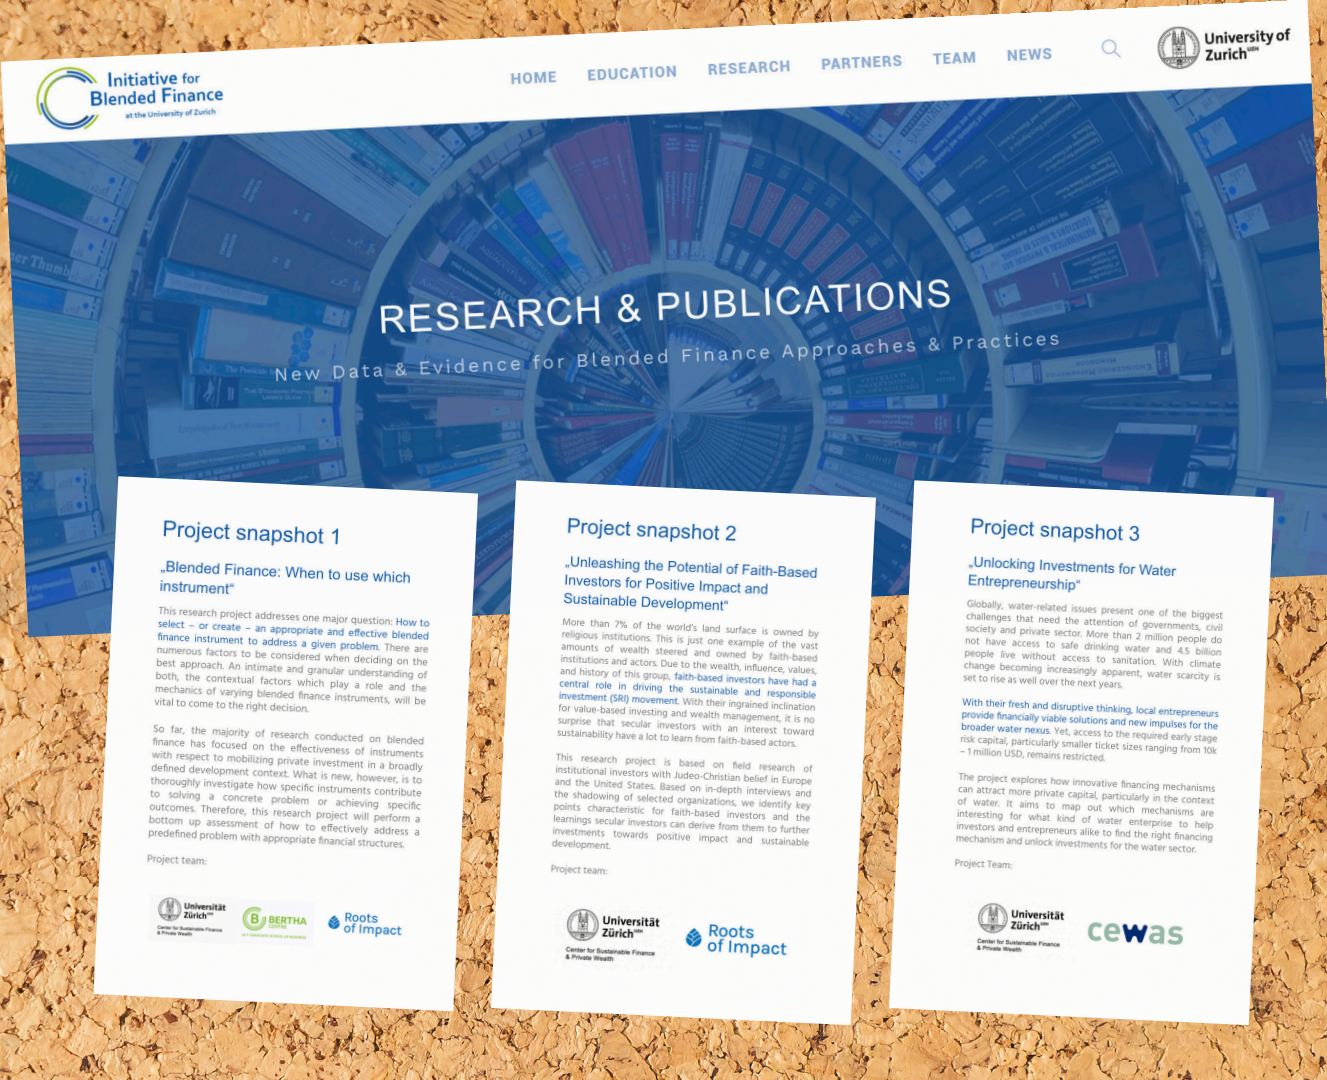 Initiative for
Blended Finance
at the University of Zurich
HOME EDUCATION RESEARCH PARTNERS TEAM NEWS
University of
Zurich UZH
RESEARCH & PUBLICATIONS
New Data & Evidence for Blended Finance Approaches & Practices
Project snapshot 1
„Blended Finance: When to use which
instrument“
This research project addresses one major question: How to
select – or create – an appropriate and effective blended
finance instrument to address a given problem. There are
numerous factors to be considered when deciding on the
best approach. An intimate and granular understanding of
both, the contextual factors which play a role and the
mechanics of varying blended finance instruments, will be
vital to come to the right decision.
So far, the majority of research conducted on blended
finance has focused on the effectiveness of instruments
with respect to mobilizing private investment in a broadly
defined development context. What is new, however, is to
thoroughly investigate how specific instruments contribute
to solving a concrete problem or achieving specific
outcomes. Therefore, this research project will perform a
bottom up assessment of how to effectively address a
predefined problem with appropriate financial structures.
Project team:
Universität
Zürich UZH
Center for Sustainable Finance
& Private Wealth
BERTHA
CENTRE
Roots
of Impact
Project snapshot 2
„Unleashing the Potential of Faith-Based
Investors for Positive Impact and
Sustainable Development“
More than 7% of the world's land surface is owned by
religious institutions. This is just one example of the vast
amounts of wealth steered and owned by faith-based
institutions and actors. Due to the wealth, influence, values,
and history of this group, faith-based investors have had a
central role in driving the sustainable and responsible
investment (SRI) movement. With their ingrained inclination
for value-based investing and wealth management, it is no
surprise that secular investors with an interest toward
sustainability have a lot to learn from faith-based actors.
This research project is based on field research of
institutional investors with Judeo-Christian belief in Europe
and the United States. Based on in-depth interviews and
the shadowing of selected organizations, we identify key
points characteristic for faith-based investors and the
learnings secular investors can derive from them to further
investments towards positive impact and sustainable
development.
Project team:
Universität
Zürich UZH
Center for Sustainable Finance
& Private Wealth
Roots
of Impact
Project snapshot 3
„Unlocking Investments for Water
Entrepreneurship“
Globally, water-related issues present one of the biggest
challenges that need the attention of governments, civil
society and private sector. More than 2 million people do
not have access to safe drinking water and 4.5 billion
people live without access to sanitation. With climate
change becoming increasingly apparent, water scarcity is
set to rise as well over the next years.
With their fresh and disruptive thinking, local entrepreneurs
provide financially viable solutions and new impulses for the
broader water nexus. Yet, access to the required early stage
risk capital, particularly smaller ticket sizes ranging from 10k
– 1 million USD, remains restricted.
The project explores how innovative financing mechanisms
can attract more private capital, particularly in the context
of water. It aims to map out which mechanisms are
interesting for what kind of water enterprise to help
investors and entrepreneurs alike to find the right financing
mechanism and unlock investments for the water sector.
Project Team:
Universität
Zürich UZH
Center for Sustainable Finance
& Private Wealth
cewas